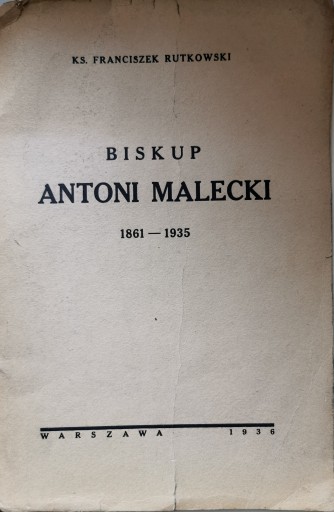 KS. FRANCISZEK RUTKOWSKI
BISKUP
ANTONI MALECKI
1861 — 1935
WARSZAWA 1936